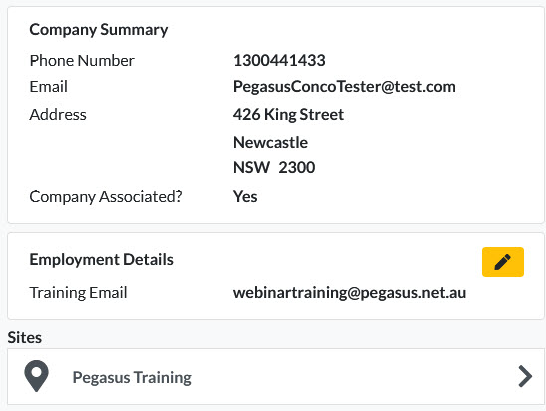 Company Summary
Phone Number 1300441433
Email PegasusConcoTester@test.com
Address 426 King Street
Newcastle
NSW 2300
Company Associated? Yes
Employment Details
Training Email webinartraining@pegasus.net.au
Sites
Pegasus Training